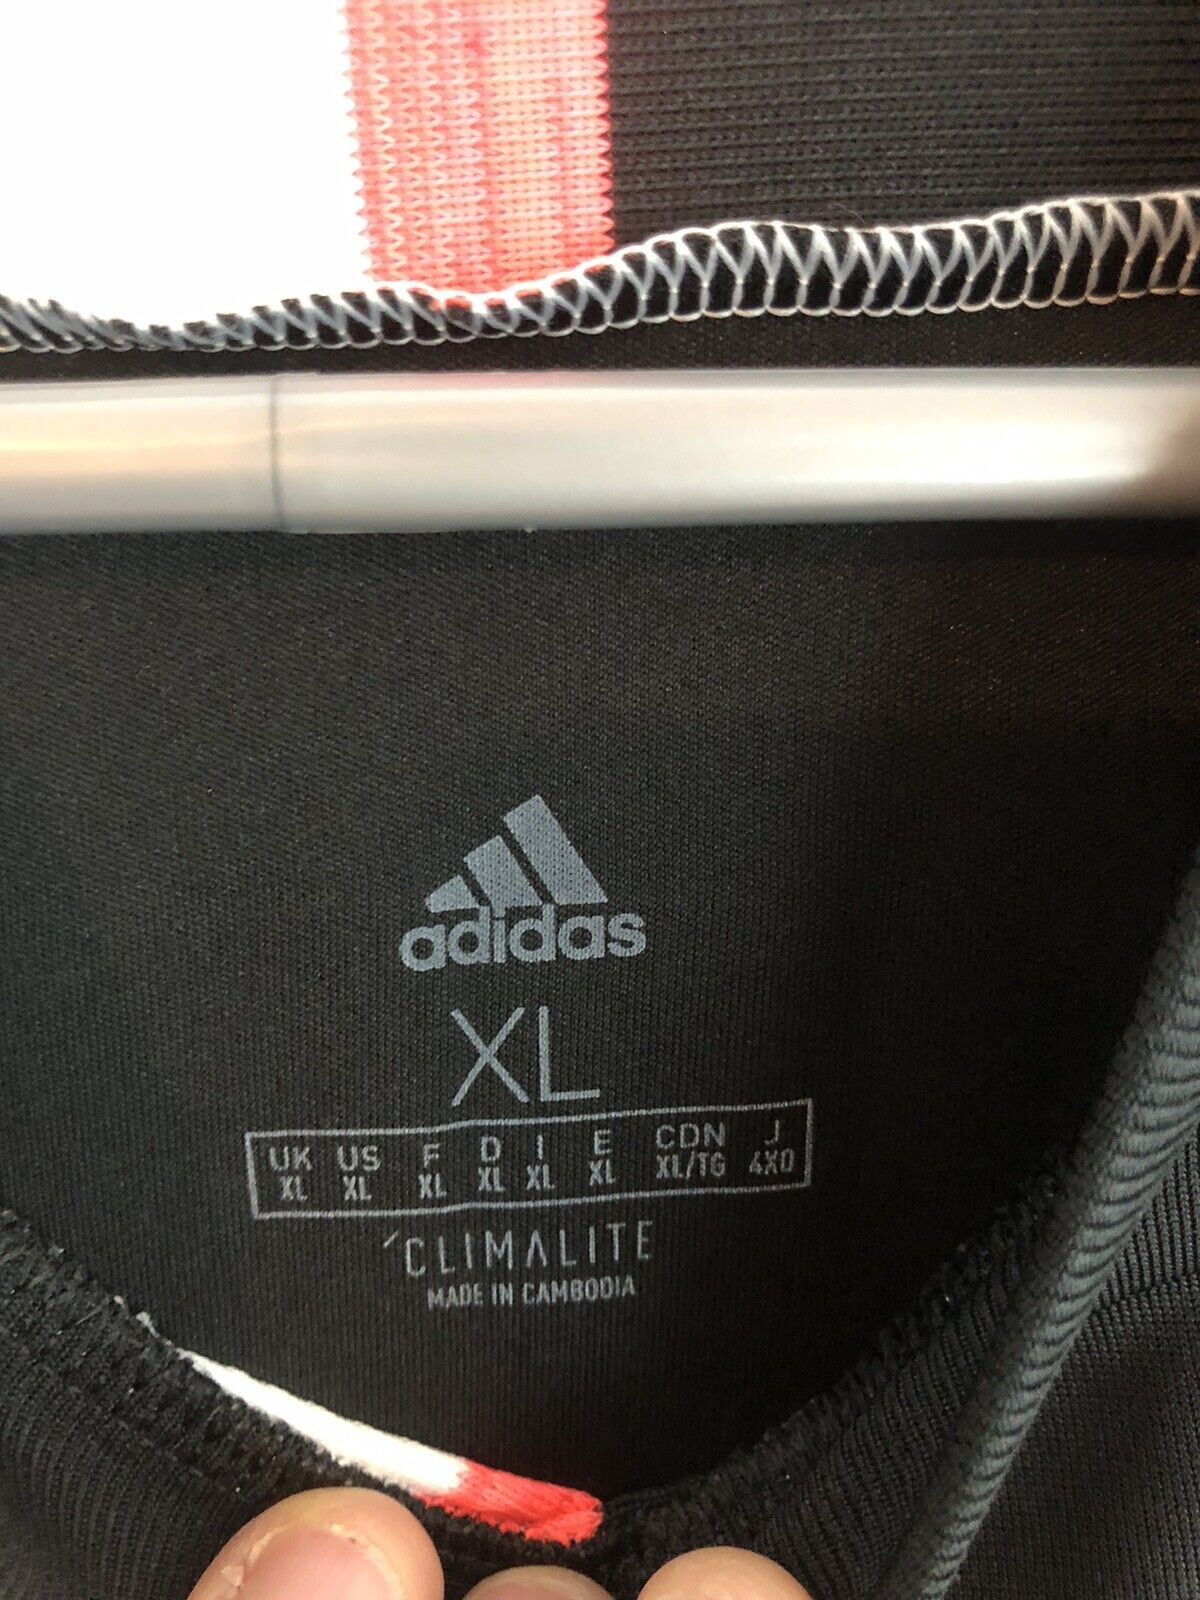 adidas
XL
UK US F D I E CDN J
XL XL XL XL XL XL XL/TG 4XO
CLIMALITE
MADE IN CAMBODIA